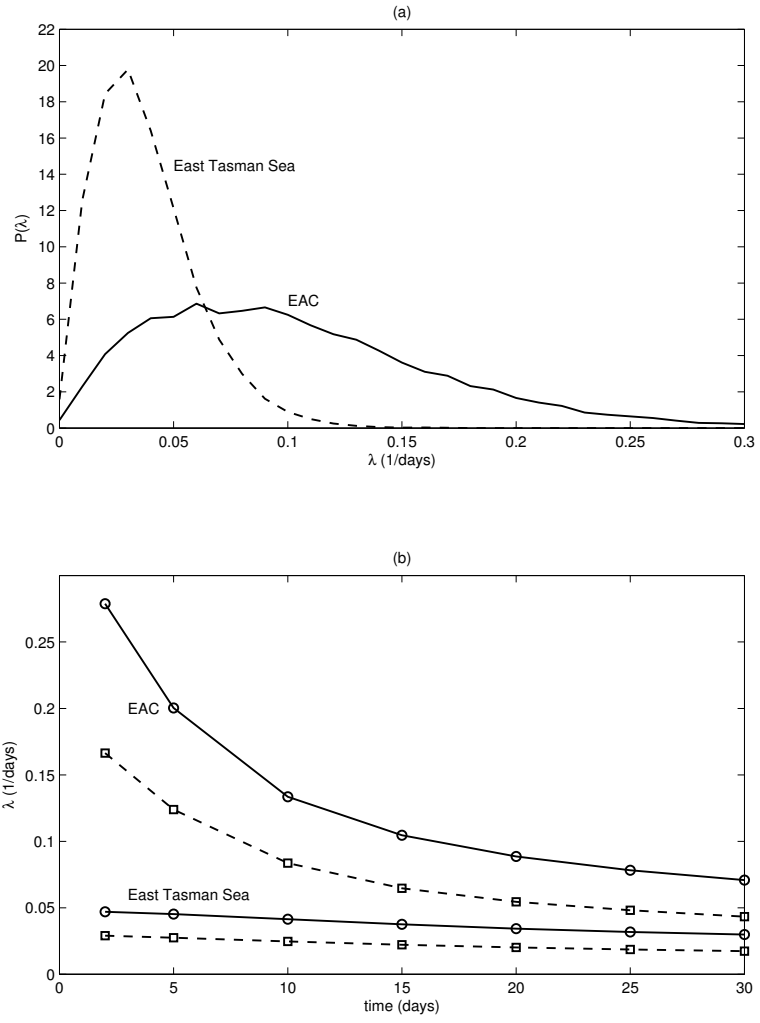 (a)
22
20
18
16
14
12
10
8
6
4
2
0
P(λ)
East Tasman Sea
EAC
0 0.05 0.1 0.15 0.2 0.25 0.3
λ (1/days)
(b)
0.25
0.2
0.15
0.1
0.05
0
λ (1/days)
EAC
East Tasman Sea
0 5 10 15 20 25 30
time (days)